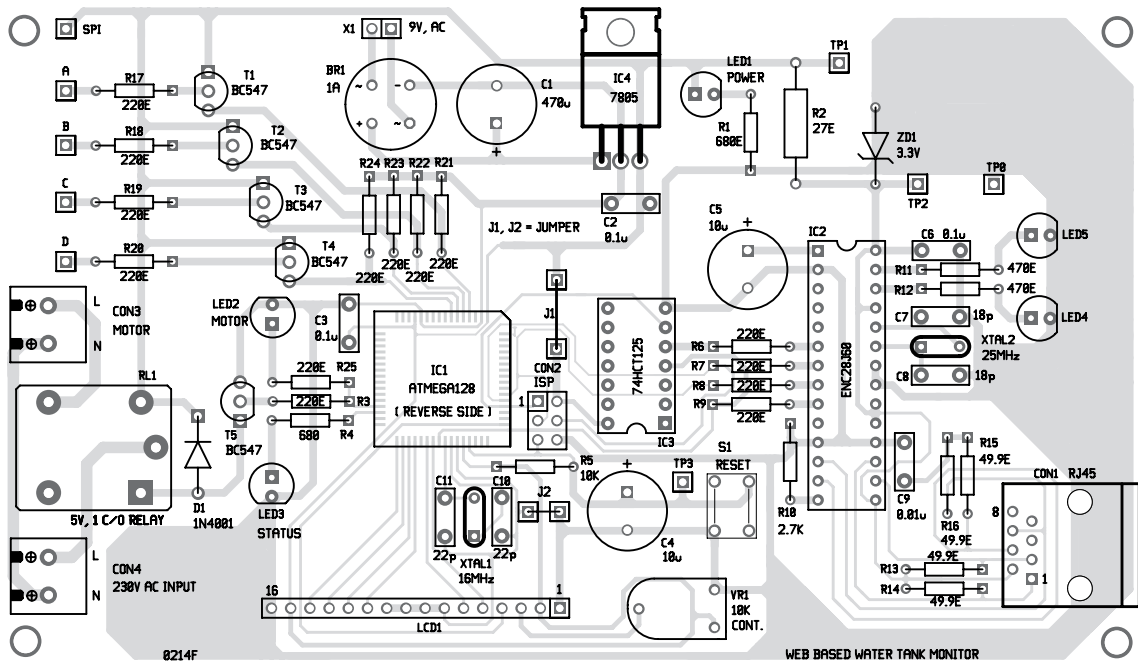 SPI
X1
9V, AC
TP1
A
R17
220E
T1
BC547
BR1
1A
~
-
+
~
C1
470u
+
IC4
7805
LED1
POWER
R1
680E
R2
27E
ZD1
3.3V
B
R18
220E
T2
BC547
C
R19
220E
T3
BC547
R24
R23
R22
R21
220E
220E
220E
220E
C2
0.1u
J1, J2 = JUMPER
TP2
TP0
D
R20
220E
T4
BC547
C5
10u
+
IC2
ENC28J60
C6 0.1u
R11
470E
R12
470E
LED5
LED4
C7
18p
XTAL2
25MHz
C8
18p
CON3
MOTOR
L
N
LED2
MOTOR
C3
0.1u
IC1
ATMEGA128
( REVERSE SIDE )
J1
CON2
ISP
1
74HCT125
IC3
R6
220E
R7
220E
R8
220E
R9
220E
RL1
5V, 1 C/O RELAY
T5
BC547
220E
R25
220E
R3
680
R4
D1
1N4001
LED3
STATUS
R5
10K
C11
22p
C10
22p
XTAL1
16MHz
J2
+
C4
10u
TP3
S1
RESET
R10
2.7K
C9
0.01u
R15
49.9E
R16
49.9E
CON1
RJ45
8
1
R13
49.9E
R14
49.9E
CON4
230V AC INPUT
L
N
16
1
LCD1
VR1
10K
CONT.
0214F
WEB BASED WATER TANK MONITOR